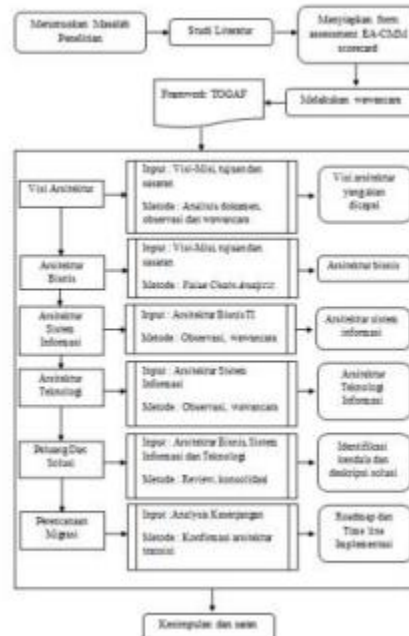 Merumuskan Masalah
Penelitian
Studi Literatur
Menyiapkan form
assessment EA-CMM
scorecard
Framework TOGAF
Melakukan wawancara
Visi Arsitektur
Input : Visi-Misi, tujuan dan
sasaran
Metode : Analisis dokumen,
observasi dan wawancara
Visi arsitektur
yang akan
dicapai
Arsitektur
Bisnis
Input : Visi-Misi, tujuan dan
sasaran
Metode : Value Chain Analysis
Arsitektur bisnis
Arsitektur
Sistem
Informasi
Input : Arsitektur Bisnis TI
Metode : Observasi, wawancara
Arsitektur sistem
informasi
Arsitektur
Teknologi
Input : Arsitektur Sistem
Informasi
Metode : Observasi, wawancara
Arsitektur
Teknologi
Informasi
Peluang Dan
Solusi
Input : Arsitektur Bisnis, Sistem
Informasi dan Teknologi
Metode : Review, konsolidasi
Identifikasi
kendala dan
deskripsi solusi
Perencanaan
Migrasi
Input : Analysis Kesenjangan
Metode : Konfirmasi arsitektur
transisi
Roadmap dan
Time line
Implementasi
Kesimpulan dan saran